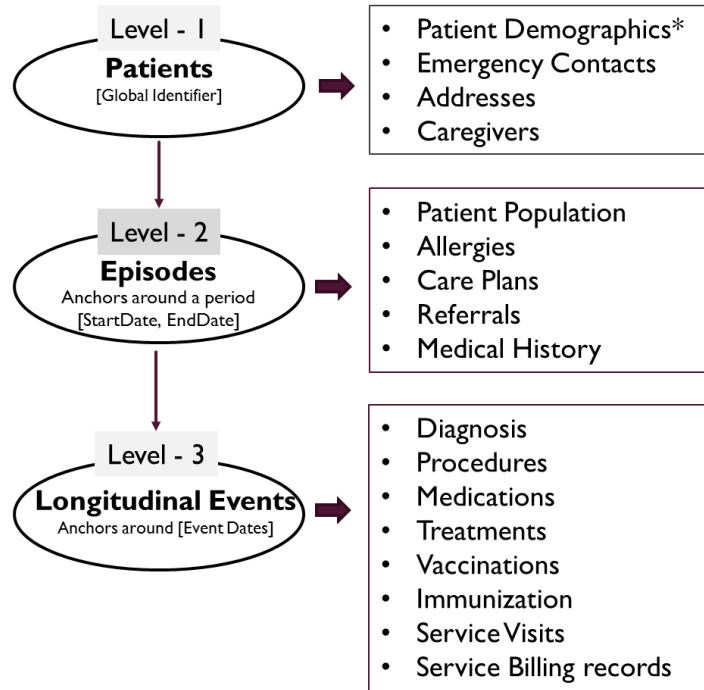 Level - 1
Patients
[Global Identifier]
• Patient Demographics*
• Emergency Contacts
• Addresses
• Caregivers
Level - 2
Episodes
Anchors around a period
[StartDate, EndDate]
• Patient Population
• Allergies
• Care Plans
• Referrals
• Medical History
Level - 3
Longitudinal Events
Anchors around [Event Dates]
• Diagnosis
• Procedures
• Medications
• Treatments
• Vaccinations
• Immunization
• Service Visits
• Service Billing records